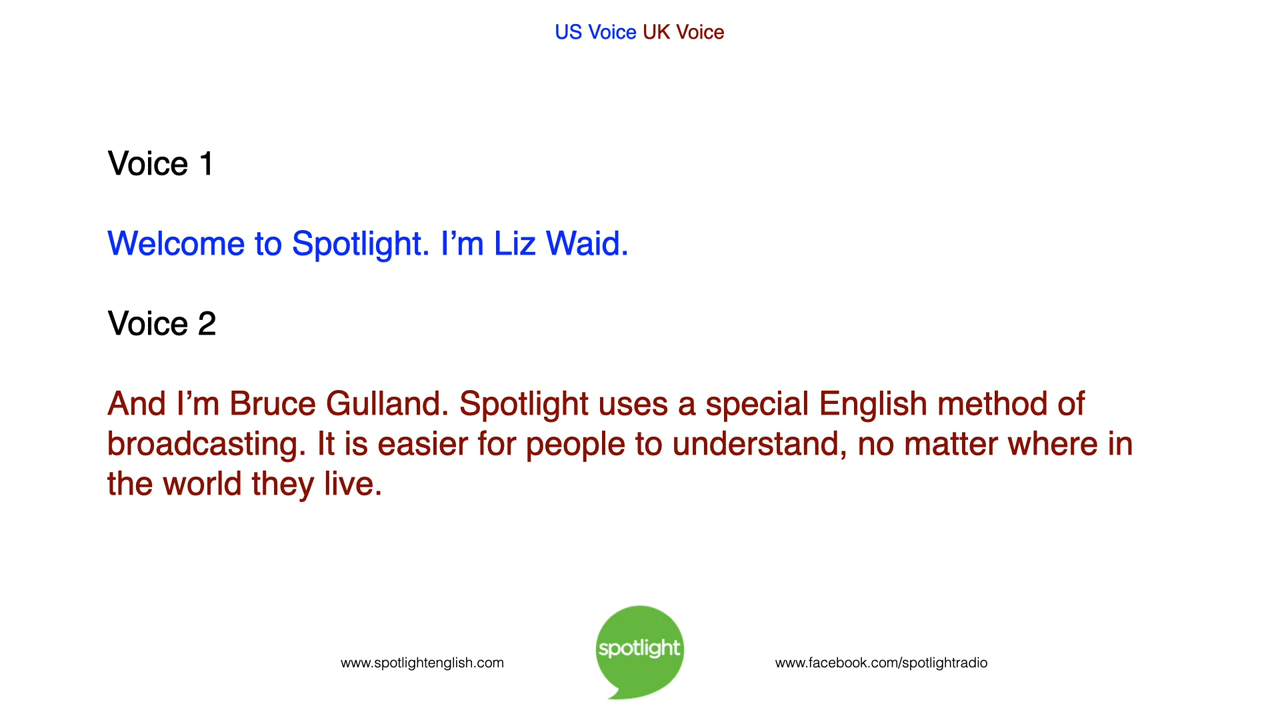 US Voice UK Voice
Voice 1
Welcome to Spotlight. I’m Liz Waid.
Voice 2
And I’m Bruce Gulland. Spotlight uses a special English method of
broadcasting. It is easier for people to understand, no matter where in
the world they live.
www.spotlightenglish.com
spotlight
www.facebook.com/spotlightradio